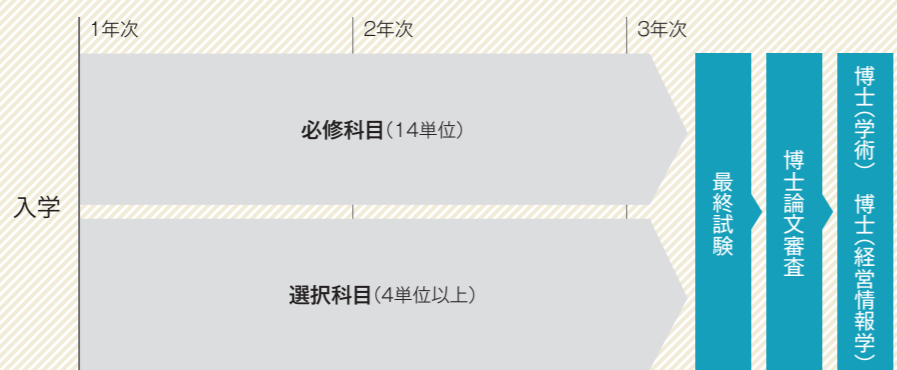 1年次
2年次
3年次
入学
必修科目(14単位)
選択科目(4単位以上)
最終試験
博士論文審査
博士(学術) 博士(経営情報学)